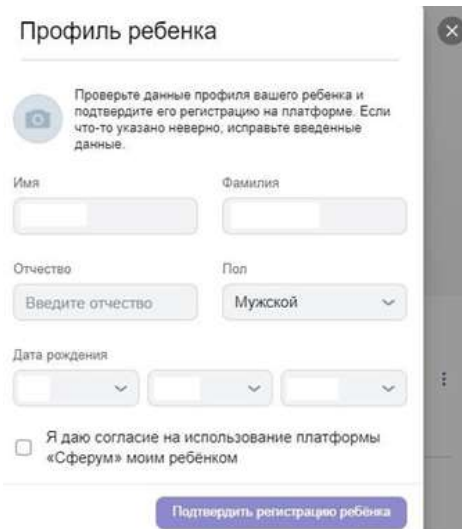 Профиль ребенка
Проверьте данные профиля вашего ребенка и
подтвердите его регистрацию на платформе. Если
что-то указано неверно, исправьте введенные
данные.
Имя
Фамилия
Отчество
Пол
Введите отчество
Мужской
Дата рождения
Я даю согласие на использование платформы
«Сферум» моим ребенком
Подтвердить регистрацию ребёнка